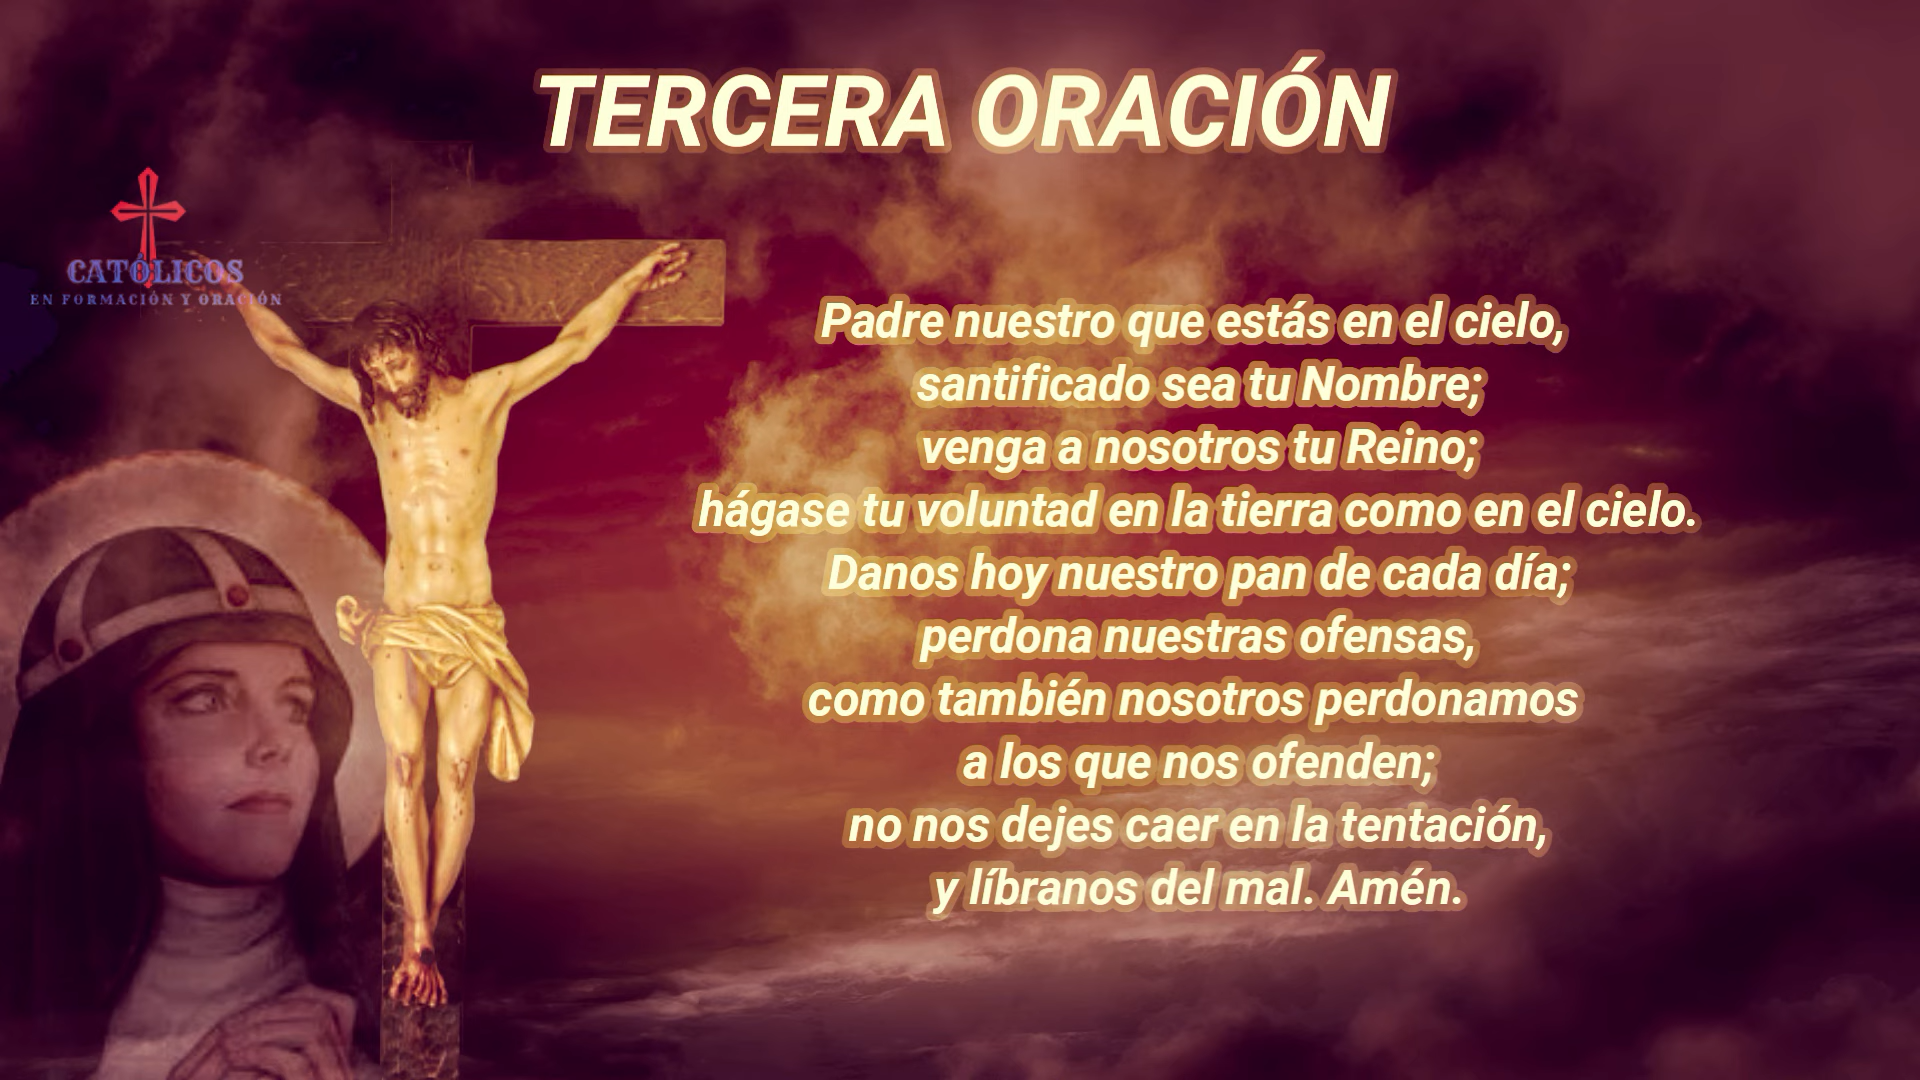 TERCERA ORACIÓN
CATÓLICOS
EN FORMACIÓN Y ORACIÓN
Padre nuestro que estás en el cielo,
santificado sea tu Nombre;
venga a nosotros tu Reino;
hágase tu voluntad en la tierra como en el cielo.
Danos hoy nuestro pan de cada día;
perdona nuestras ofensas,
como también nosotros perdonamos
a los que nos ofenden;
no nos dejes caer en la tentación,
y líbranos del mal. Amén.